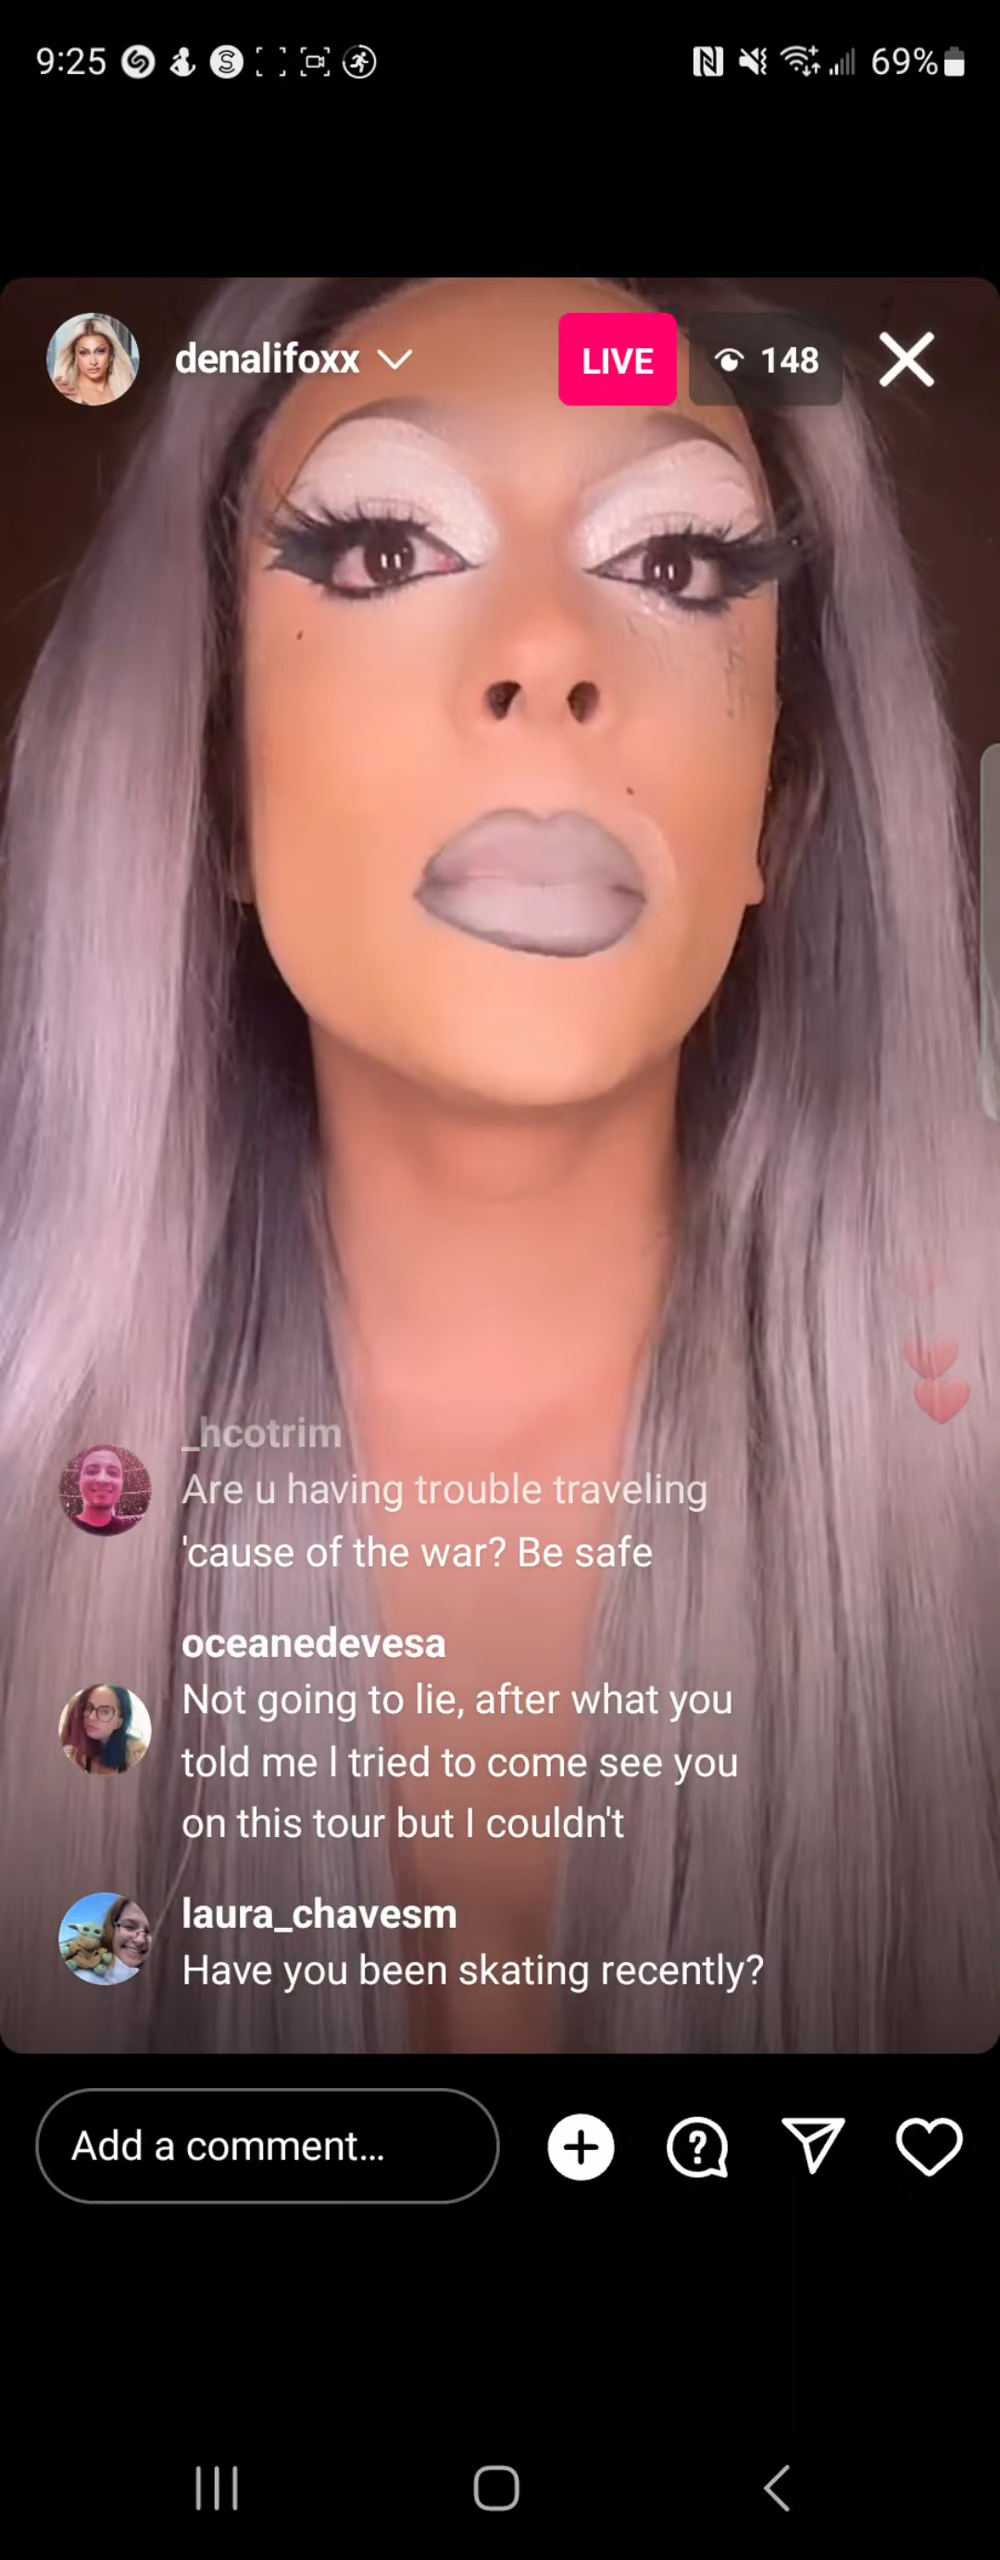 9:25
69%
denalifoxx
LIVE
148
_hcotrim
Are u having trouble traveling
'cause of the war? Be safe
oceanedevesa
Not going to lie, after what you
told me I tried to come see you
on this tour but I couldn't
laura_chavesm
Have you been skating recently?
Add a comment...